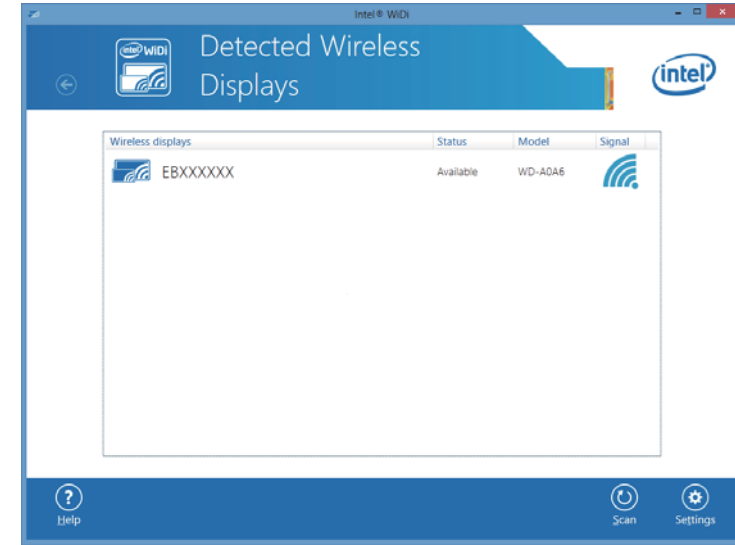 Intel® WiDi
intel WiDi
Detected Wireless
Displays
intel
Wireless displays Status Model Signal
EBXXXXXX Available WD-A0A6
Help Scan Settings